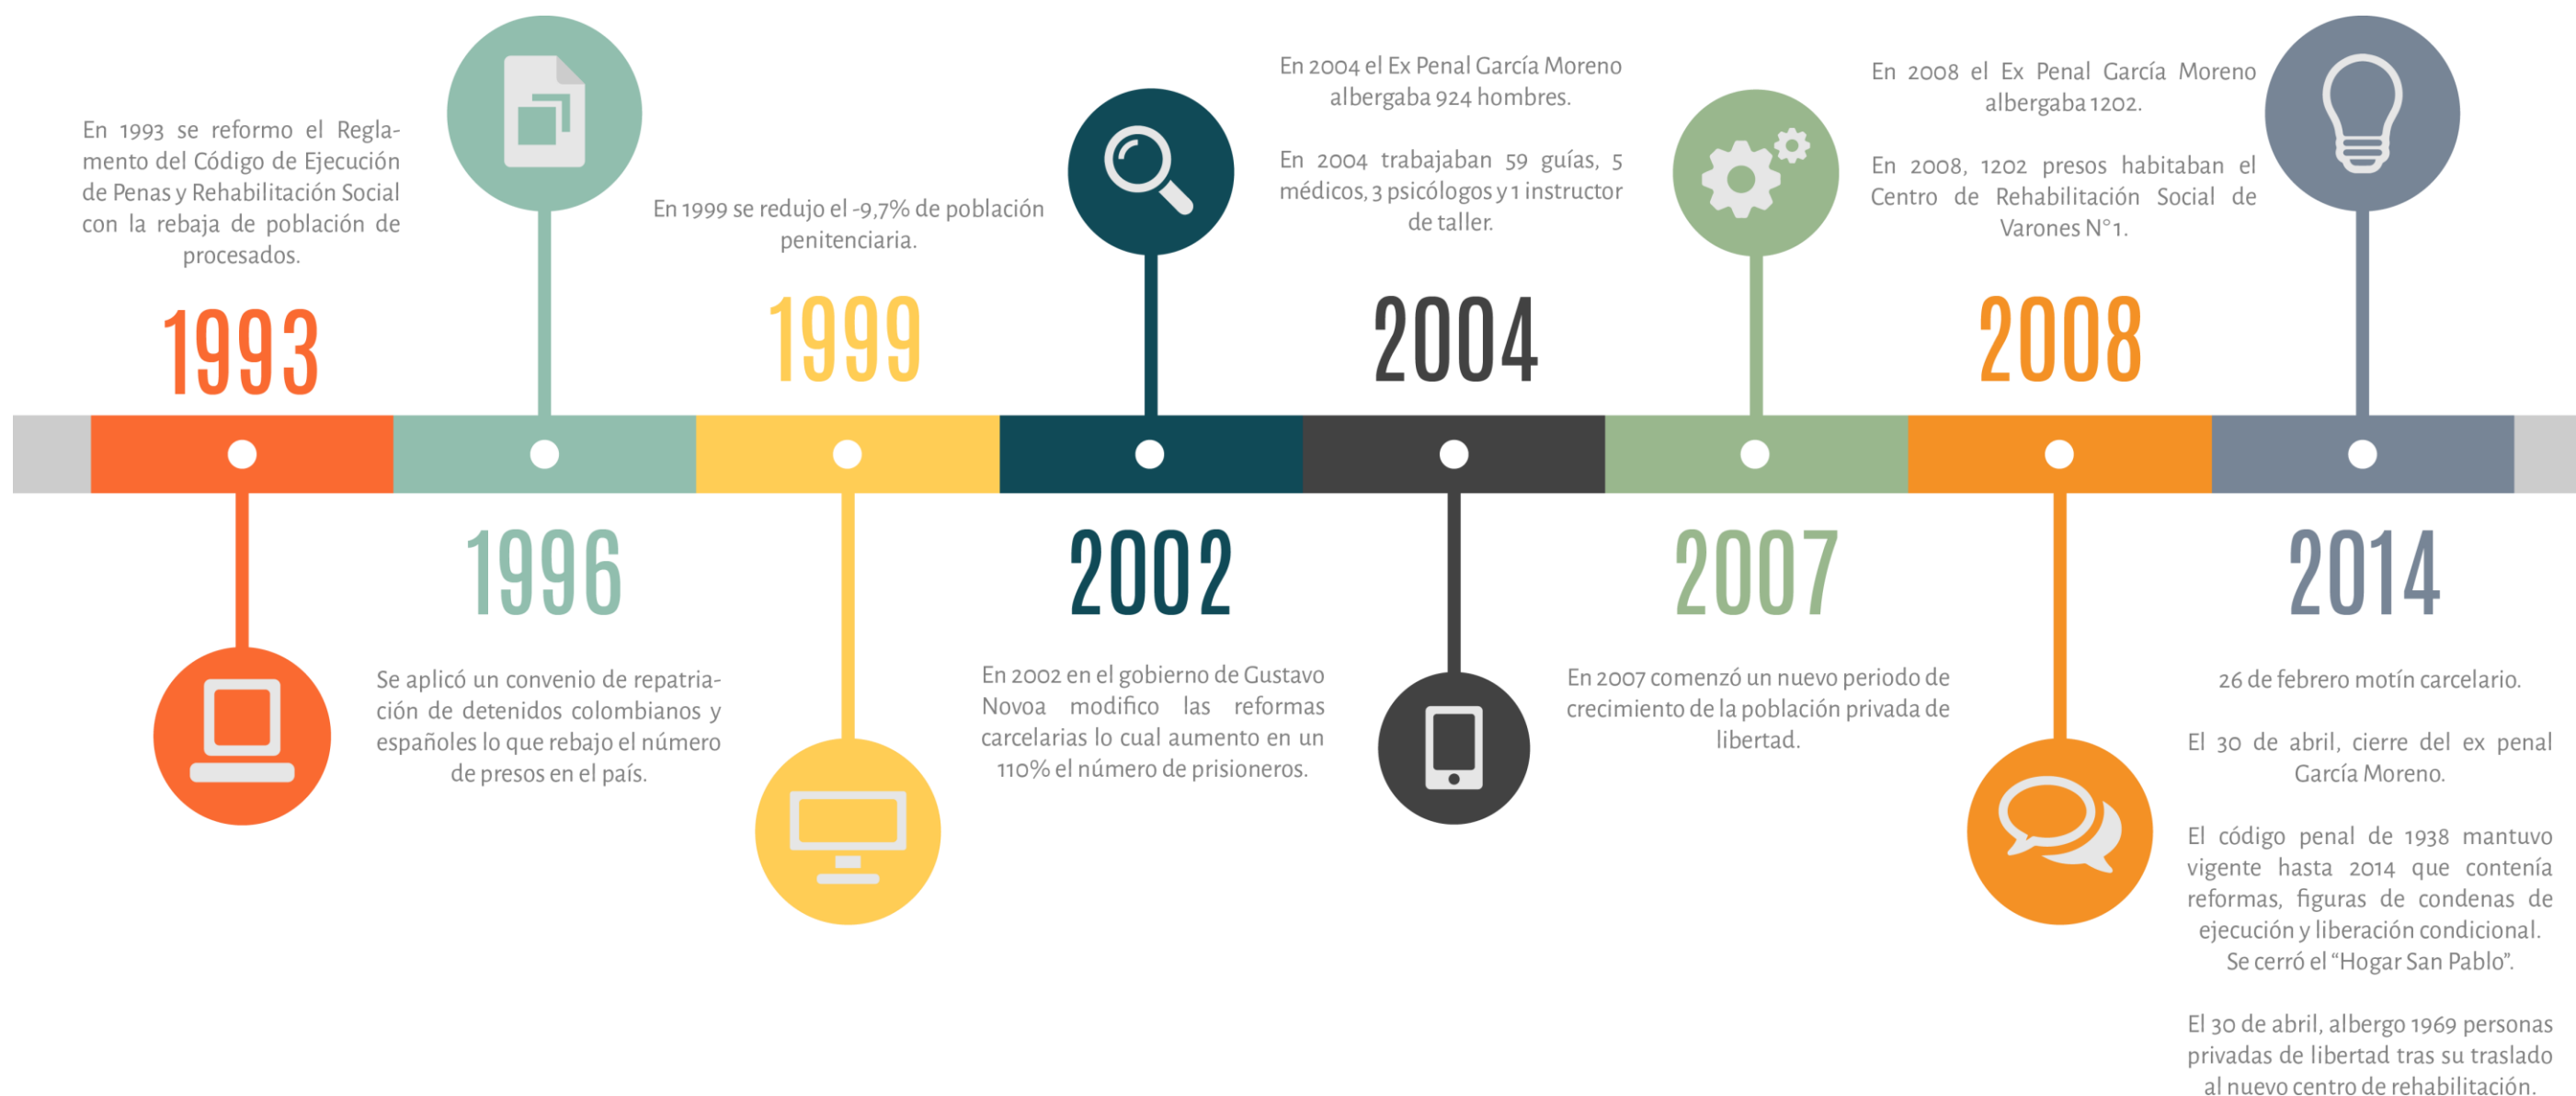 En 1993 se reformo el Regla-
mento del Código de Ejecución
de Penas y Rehabilitación Social
con la rebaja de población de
procesados.
1993
1996
Se aplicó un convenio de repatria-
ción de detenidos colombianos y
españoles lo que rebajo el número
de presos en el país.
En 1999 se redujo el -9,7% de población
penitenciaria.
1999
2002
En 2002 en el gobierno de Gustavo
Novoa modifico las reformas
carcelarias lo cual aumento en un
110% el número de prisioneros.
En 2004 el Ex Penal García Moreno
albergaba 924 hombres.
En 2004 trabajaban 59 guías, 5
médicos, 3 psicólogos y 1 instructor
de taller.
2004
2007
En 2007 comenzó un nuevo periodo de
crecimiento de la población privada de
libertad.
En 2008 el Ex Penal García Moreno
albergaba 1202.
En 2008, 1202 presos habitaban el
Centro de Rehabilitación Social de
Varones N°1.
2008
2014
26 de febrero motín carcelario.
El 30 de abril, cierre del ex penal
García Moreno.
El código penal de 1938 mantuvo
vigente hasta 2014 que contenía
reformas, figuras de condenas de
ejecución y liberación condicional.
Se cerró el “Hogar San Pablo”.
El 30 de abril, albergo 1969 personas
privadas de libertad tras su traslado
al nuevo centro de rehabilitación.